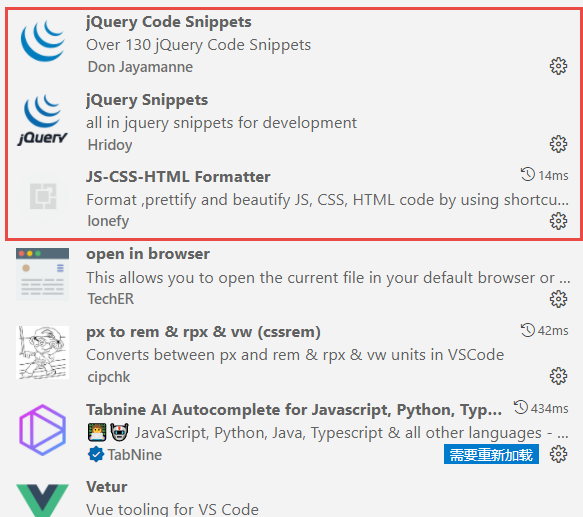 jQuery Code Snippets
Over 130 jQuery Code Snippets
Don Jayamanne
jQuery Snippets
all in jquery snippets for development
jQuery
Hridoy
JS-CSS-HTML Formatter 14ms
Format ,prettify and beautify JS, CSS, HTML code by using shortcu...
lonefy
open in browser
This allows you to open the current file in your default browser or ...
TechER
px to rem & rpx & vw (cssrem) 42ms
Converts between px and rem & rpx & vw units in VSCode
cipchk
Tabnine AI Autocomplete for Javascript, Python, Typ... 434ms
JavaScript, Python, Java, Typescript & all other languages - ...
TabNine 需要重新加载
Vetur
Vue tooling for VS Code